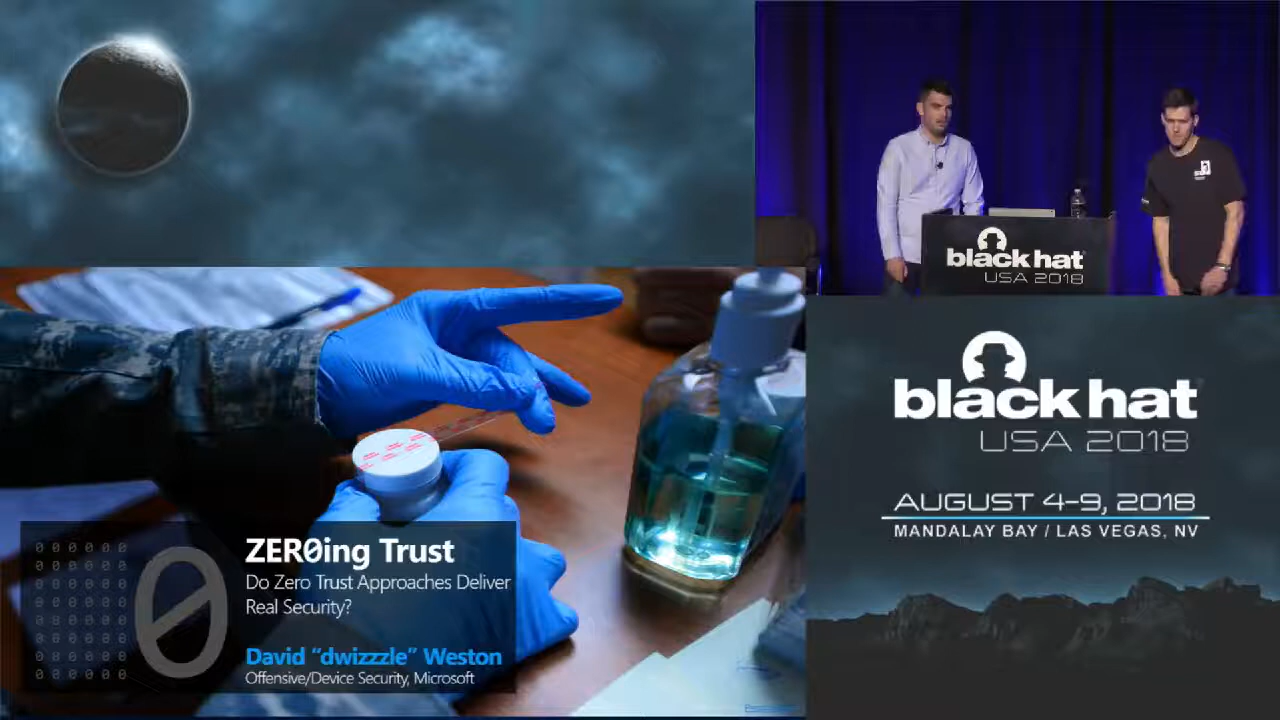 black hat
USA 2018
black hat
USA 2018
AUGUST 4-9, 2018
MANDALAY BAY / LAS VEGAS, NV
ZERØing Trust
Do Zero Trust Approaches Deliver
Real Security?
David “dwizzzle” Weston
Offensive/Device Security, Microsoft